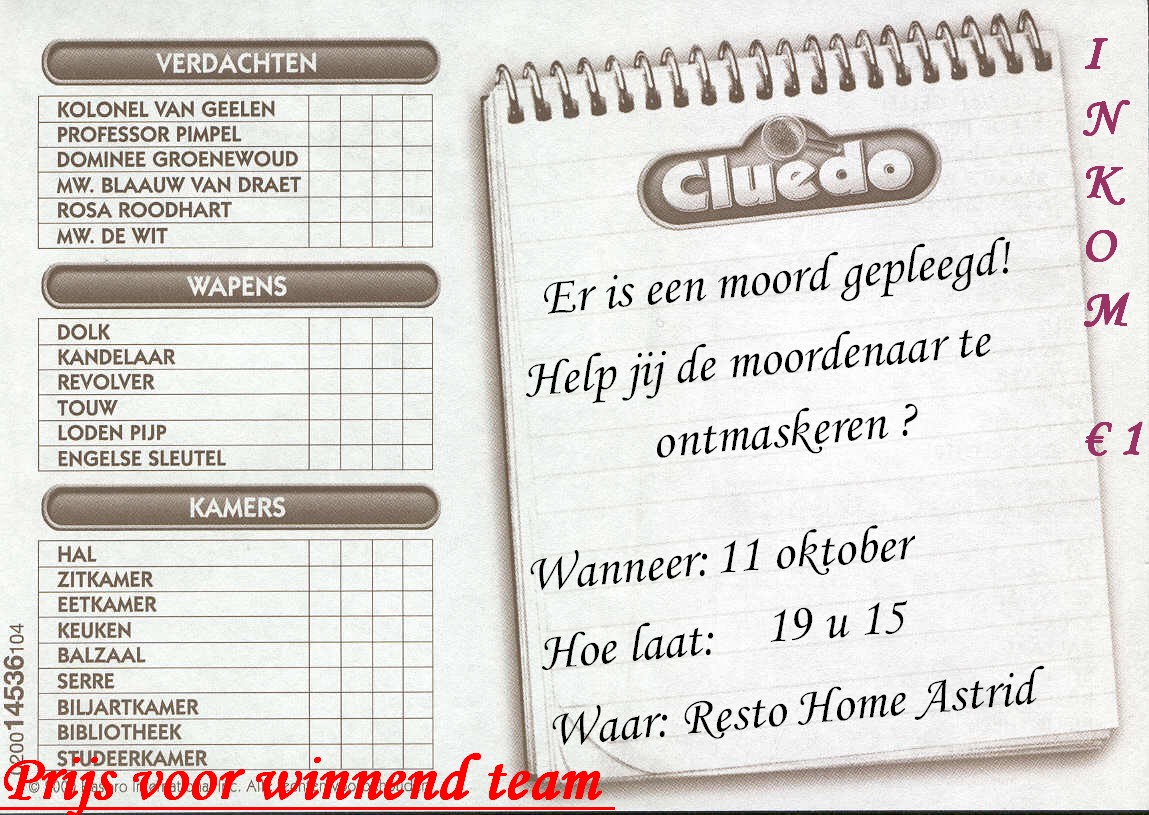 VERDACHTEN
KOLONEL VAN GEELEN
PROFESSOR PIMPEL
DOMINEE GROENEWOUD
MW. BLAAUW VAN DRAET
ROSA ROODHART
MW. DE WIT
WAPENS
DOLK
KANDELAAR
REVOLVER
TOUW
LODEN PIJP
ENGELSE SLEUTEL
KAMERS
HAL
ZITKAMER
EETKAMER
KEUKEN
BALZAAL
SERRE
BILJARTKAMER
BIBLIOTHEEK
STUDEERKAMER
20014536104
Prijs voor winnend team
International Inc.
Cluedo
Er is een moord gepleegd!
Help jij de moordenaar te
ontmaskeren ?
Wanneer: 11 oktober
Hoe laat: 19 u 15
Waar: Resto Home Astrid
I
N
K
O
M
€ 1